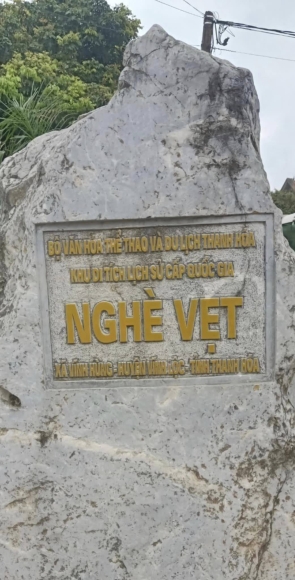 SỞ VĂN HÓA, THỂ THAO VÀ DU LỊCH THANH HÓA
KHU DI TÍCH LỊCH SỬ CẤP QUỐC GIA
NGHÈ VẸT
XÃ VĨNH HÙNG - HUYỆN VĨNH LỘC - TỈNH THANH HÓA